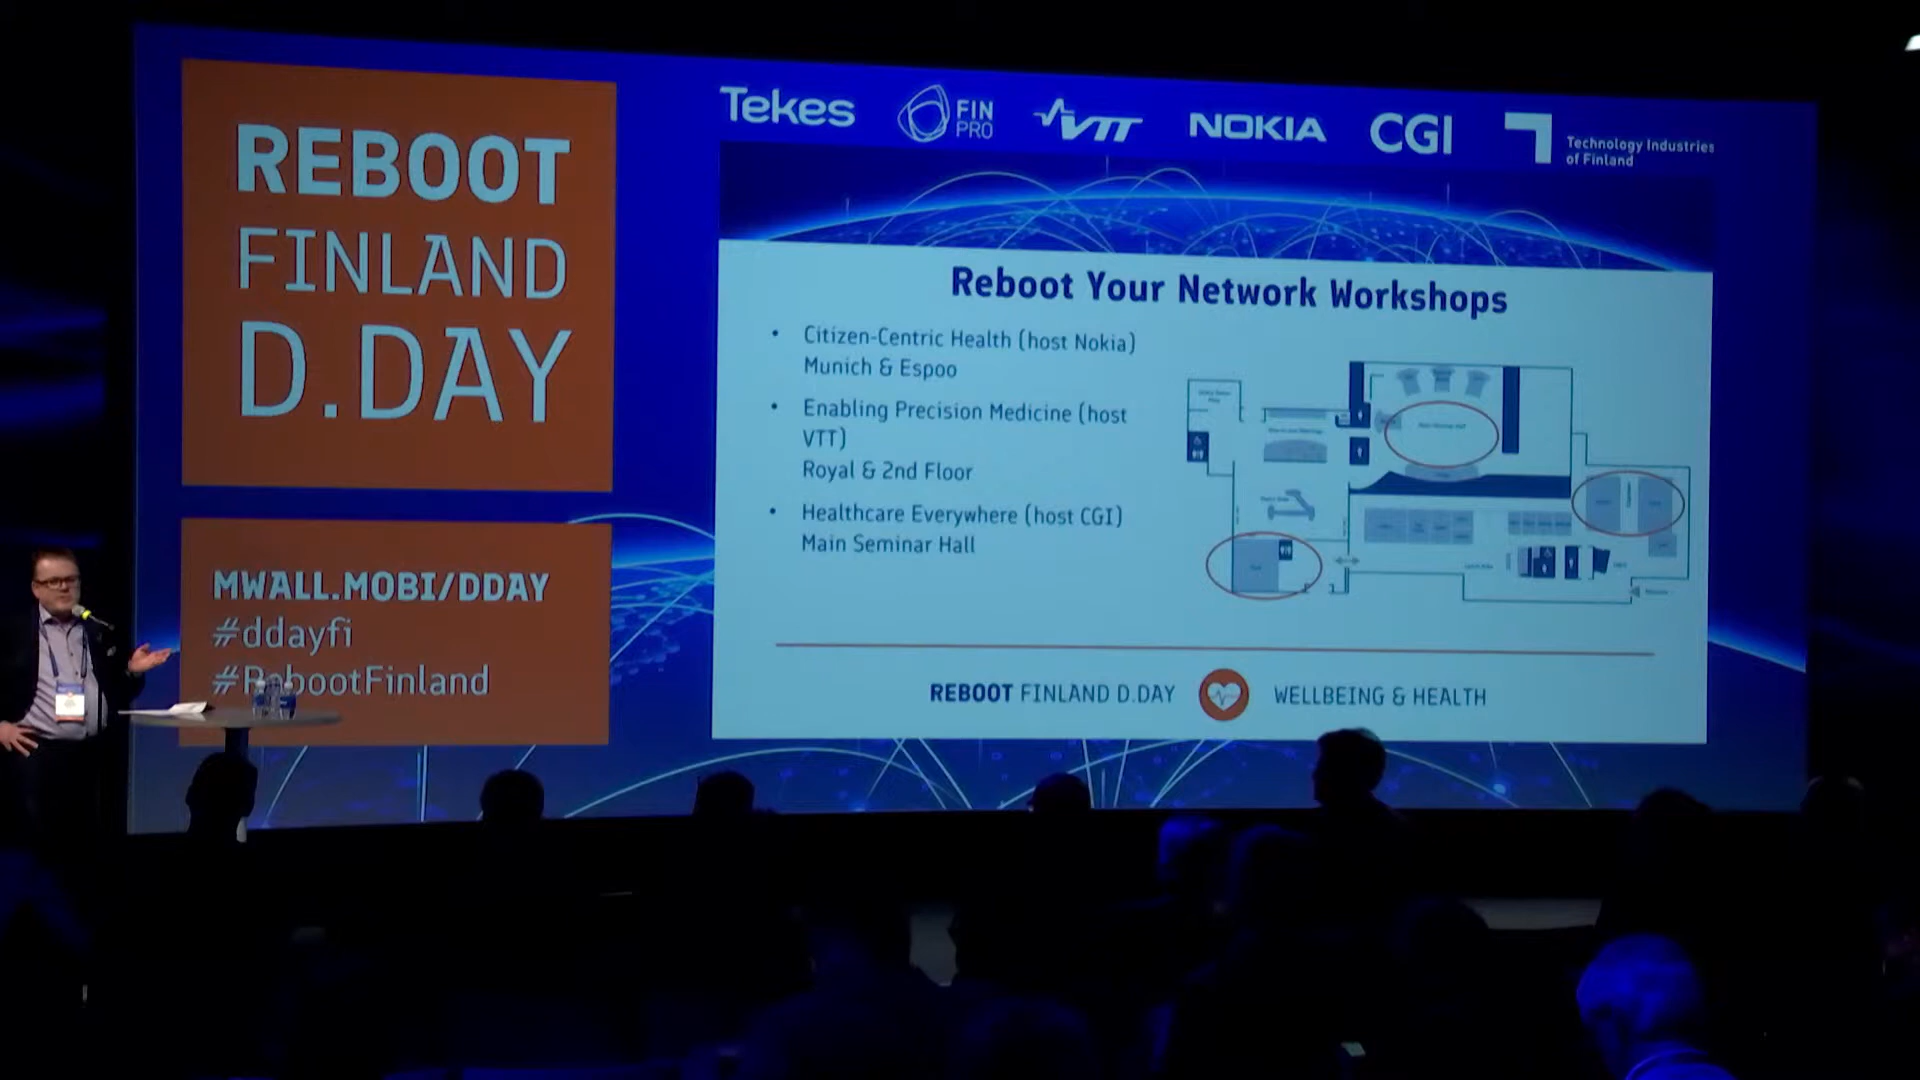 REBOOT
FINLAND
D.DAY
MWALL.MOBI/DDAY
#ddayfi
#RebootFinland
Tekes
FIN
PRO
VTT
NOKIA
CGI
Technology Industries
of Finland
Reboot Your Network Workshops
• Citizen-Centric Health (host Nokia)
Munich & Espoo
• Enabling Precision Medicine (host
VTT)
Royal & 2nd Floor
• Healthcare Everywhere (host CGI)
Main Seminar Hall
REBOOT FINLAND D.DAY
WELLBEING & HEALTH